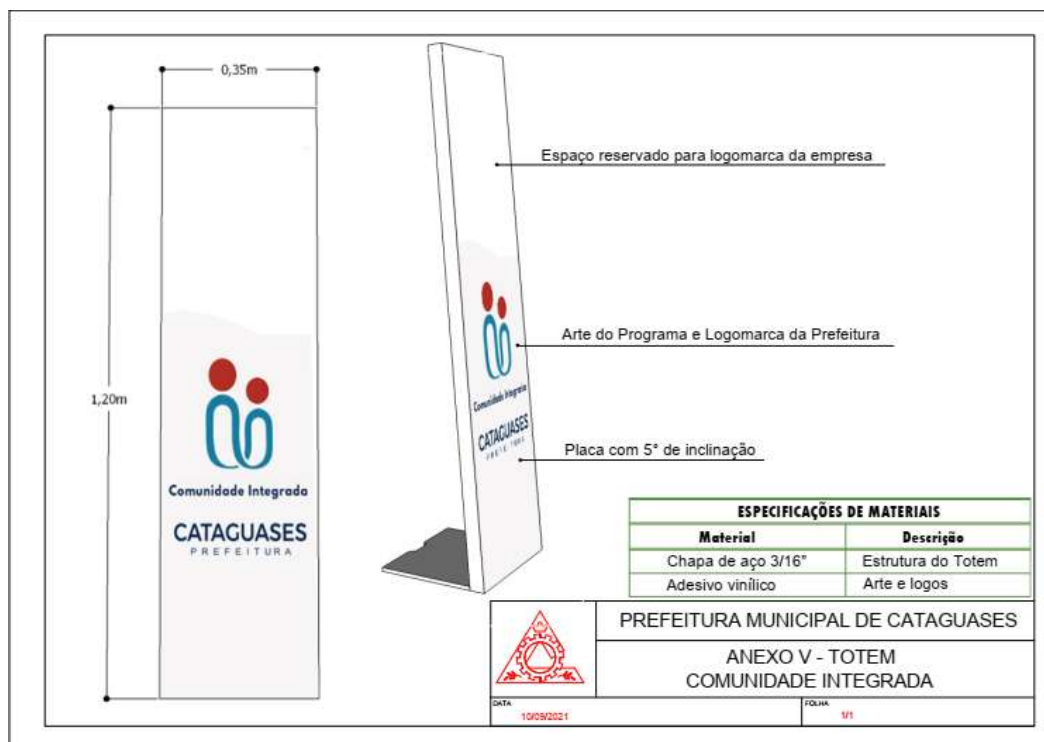 0,35m
1,20m
Comunidade Integrada
CATAGUASES
PREFEITURA
Espaço reservado para logomarca da empresa
Arte do Programa e Logomarca da Prefeitura
Placa com 5° de inclinação
Comunidade Integrada
CATAGUASES
ESPECIFICAÇÕES DE MATERIAIS
Material Descrição
Chapa de aço 3/16" Estrutura do Totem
Adesivo vinílico Arte e logos
PREFEITURA MUNICIPAL DE CATAGUASES
ANEXO V - TOTEM
COMUNIDADE INTEGRADA
DATA
10/09/2021
FOLHA
1/1